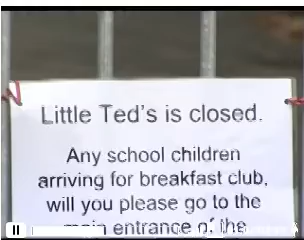 Little Ted's is closed.
Any school children
arriving for breakfast club,
will you please go to the
main entrance of the